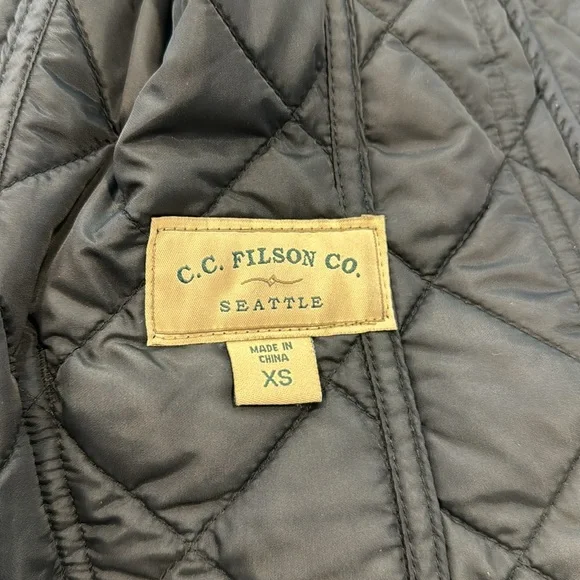 C.C. FILSON CO.
SEATTLE
MADE IN
CHINA
XS